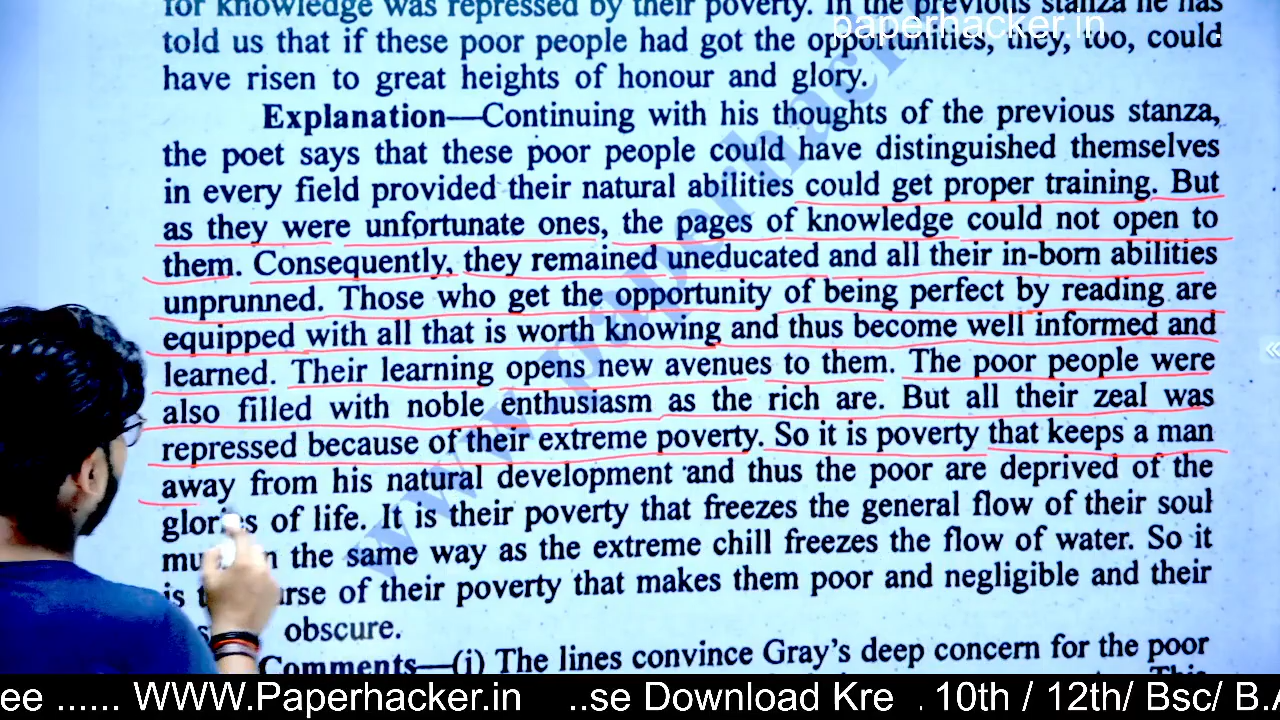 for knowledge was repressed by their poverty. In the previous stanza he has
paperhacker.in
told us that if these poor people had got the opportunities, they, too, could
have risen to great heights of honour and glory.
Explanation—Continuing with his thoughts of the previous stanza,
the poet says that these poor people could have distinguished themselves
in every field provided their natural abilities could get proper training. But
as they were unfortunate ones, the pages of knowledge could not open to
them. Consequently, they remained uneducated and all their in-born abilities
unprunned. Those who get the opportunity of being perfect by reading are
equipped with all that is worth knowing and thus become well informed and
learned. Their learning opens new avenues to them. The poor people were
also filled with noble enthusiasm as the rich are. But all their zeal was
repressed because of their extreme poverty. So it is poverty that keeps a man
away from his natural development and thus the poor are deprived of the
glories of life. It is their poverty that freezes the general flow of their soul
the same way as the extreme chill freezes the flow of water. So it
is of their poverty that makes them poor and negligible and their
obscure.
Comments—(i) The lines convince Gray's deep concern for the poor
ee ...... WWW.Paperhacker.in ..se Download Kre . 10th / 12th/ Bsc/ B.A